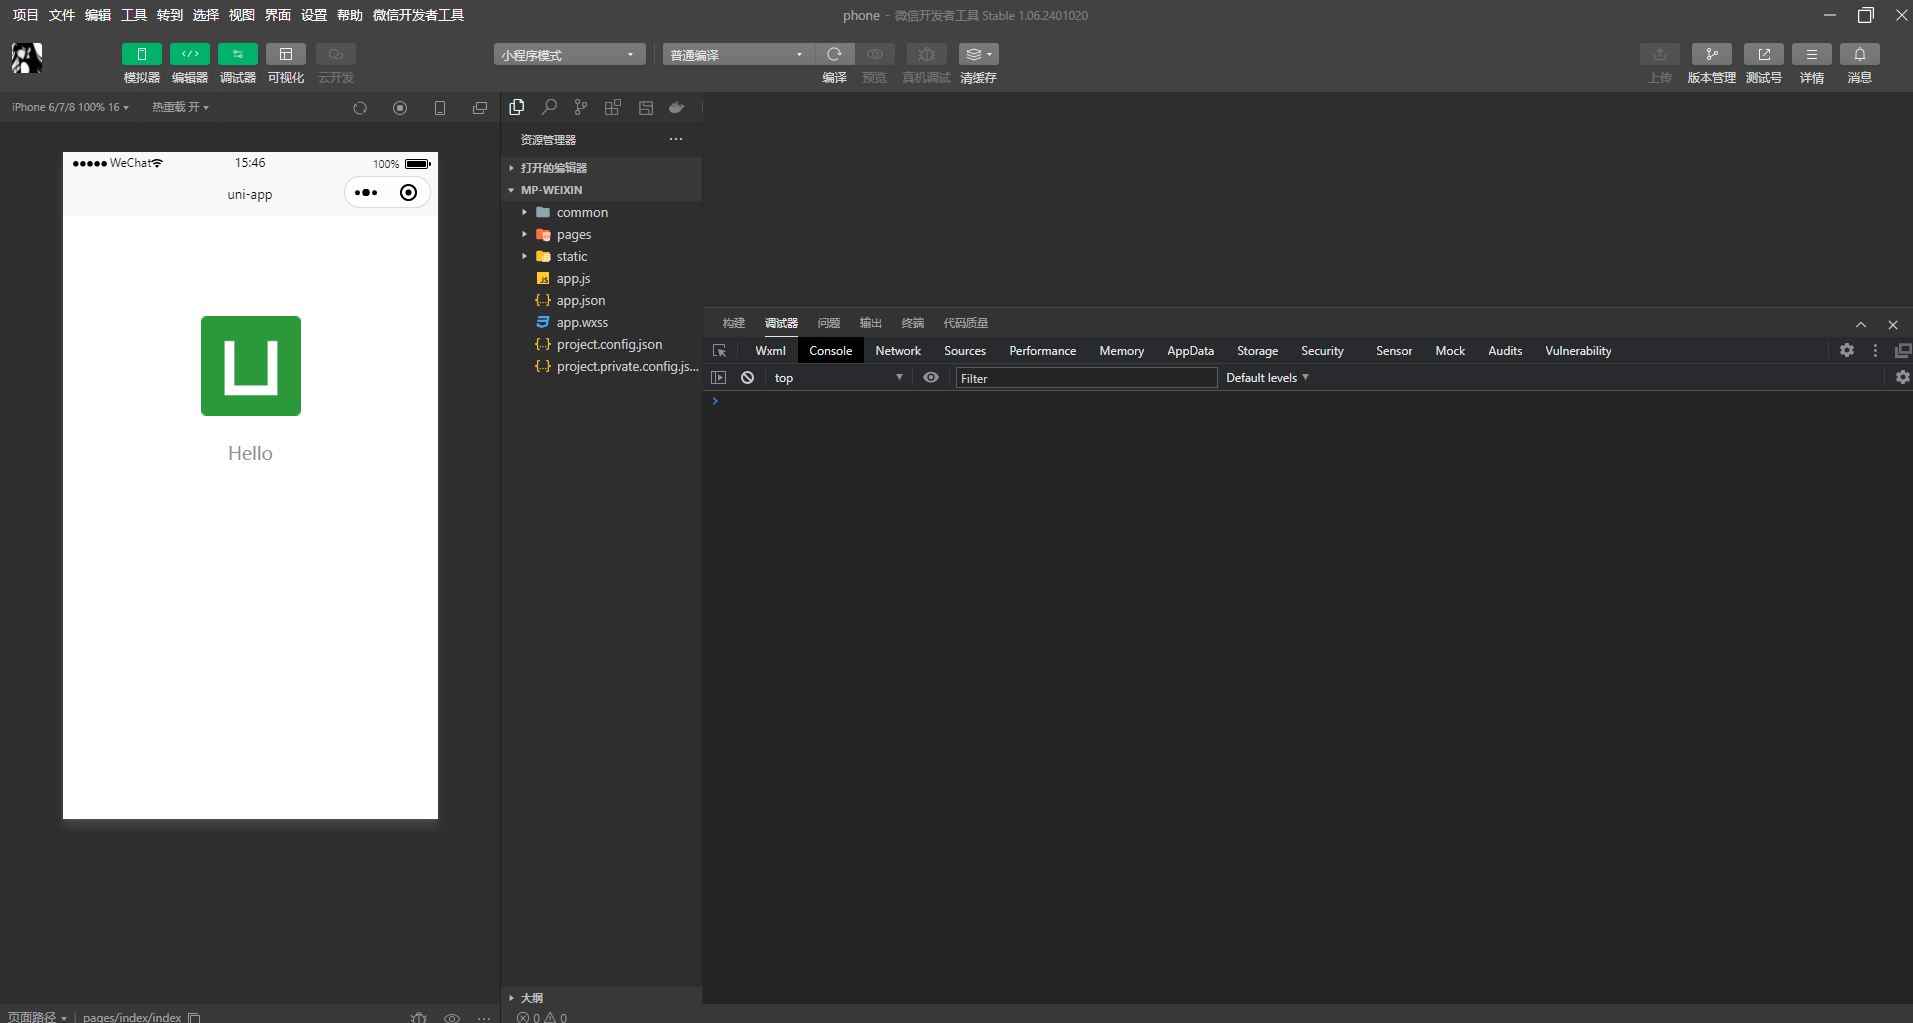 项目 文件 编辑 工具 转到 选择 视图 界面 设置 帮助 微信开发者工具
phone - 微信开发者工具 Stable 1.06.2401020
模拟器 编辑器 调试器 可视化 云开发
小程序模式 普通编译
编译 预览 真机调试 清缓存
上传 版本管理 测试号 详情 消息
iPhone 6/7/8 100% 16 热重载 开
WeChat 15:46 100%
uni-app
Hello
资源管理器
打开的编辑器
MP-WEIXIN
common
pages
static
app.js
app.json
app.wxss
project.config.json
project.private.config.js...
大纲
构建 调试器 问题 输出 终端 代码质量
Wxml Console Network Sources Performance Memory AppData Storage Security Sensor Mock Audits Vulnerability
top Filter Default levels
页面路径 pages/index/index
0 0